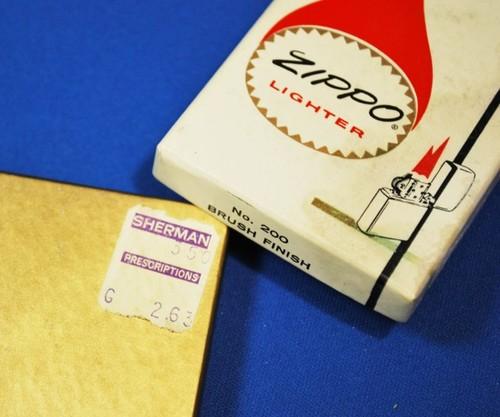 ZIPPO
LIGHTER
No. 200
BRUSH FINISH
SHERMAN
PRESCRIPTIONS
G 2.63